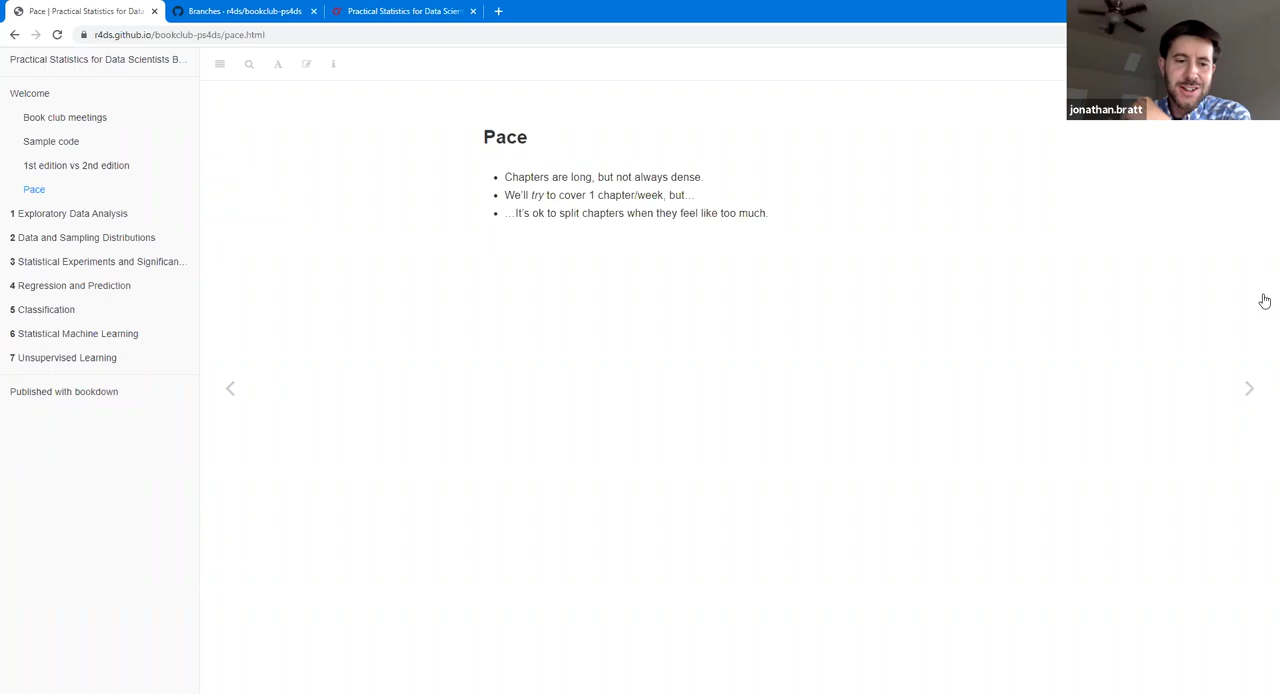 Pace | Practical Statistics for Data
Branches · r4ds/bookclub-ps4ds
Practical Statistics for Data Scien
r4ds.github.io/bookclub-ps4ds/pace.html
jonathan.bratt
Practical Statistics for Data Scientists B...
Welcome
Book club meetings
Sample code
1st edition vs 2nd edition
Pace
1 Exploratory Data Analysis
2 Data and Sampling Distributions
3 Statistical Experiments and Significan...
4 Regression and Prediction
5 Classification
6 Statistical Machine Learning
7 Unsupervised Learning
Published with bookdown
Pace
• Chapters are long, but not always dense.
• We'll try to cover 1 chapter/week, but...
• ...It's ok to split chapters when they feel like too much.